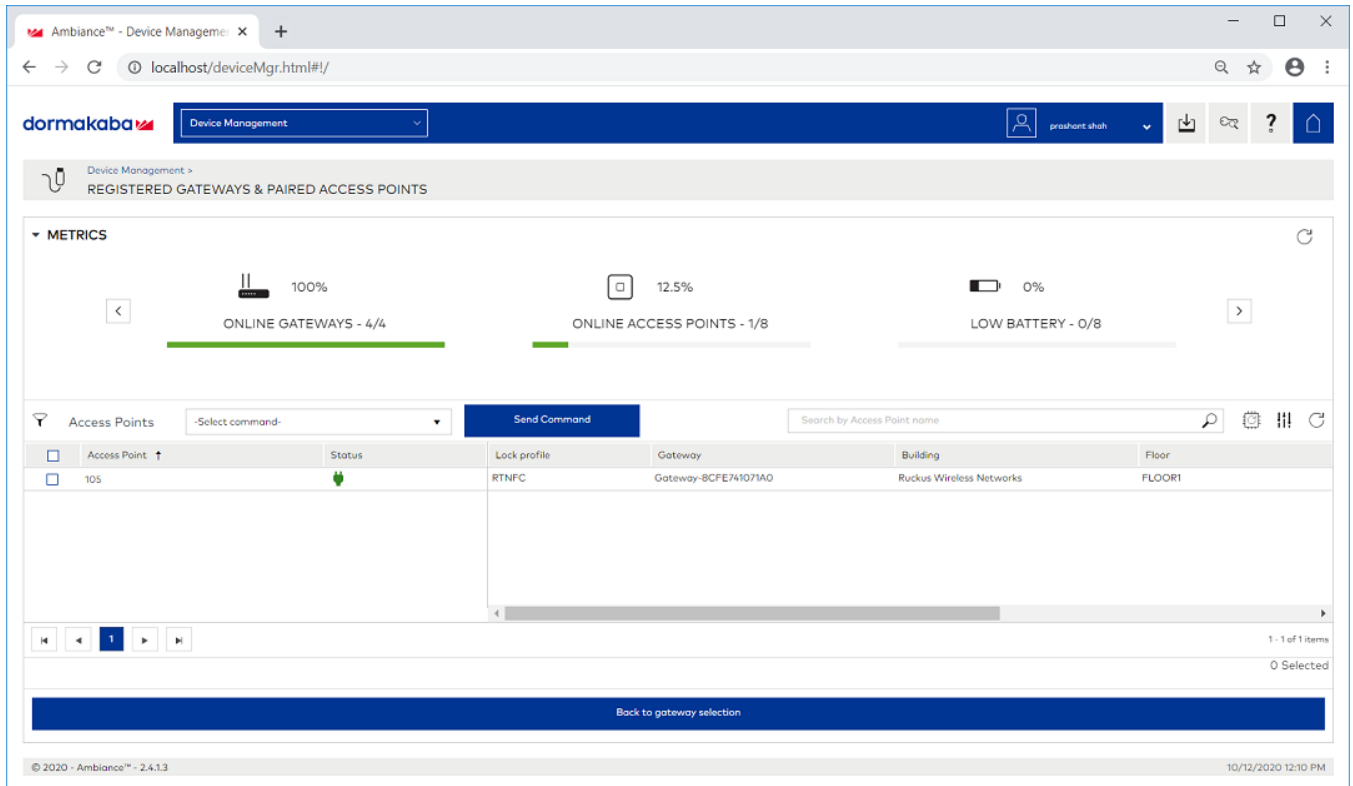 Ambiance™ - Device Managemer
localhost/deviceMgr.html#!/
dormakaba
Device Management
prashant shah
?
Device Management >
REGISTERED GATEWAYS & PAIRED ACCESS POINTS
METRICS
100%
ONLINE GATEWAYS - 4/4
12.5%
ONLINE ACCESS POINTS - 1/8
0%
LOW BATTERY - 0/8
Access Points
-Select command-
Send Command
Search by Access Point name
Access Point Status Lock profile Gateway Building Floor
105 RTNFC Gateway-8CFE741071A0 Ruckus Wireless Networks FLOOR1
1
1 - 1 of 1 items
0 Selected
Back to gateway selection
© 2020 - Ambiance™ - 2.4.1.3
10/12/2020 12:10 PM